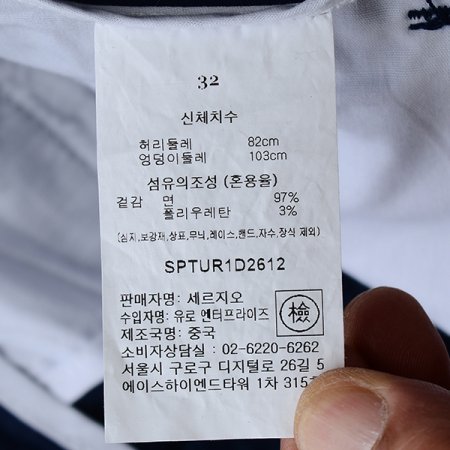 32
신체치수
허리둘레 82cm
엉덩이둘레 103cm
섬유의조성 (혼용율)
겉감 면 97%
폴리우레탄 3%
(심지,보강재,상표,무늬,레이스,밴드,자수,장식 제외)
SPTUR1D2612
판매자명: 세르지오
수입자명: 유로 엔터프라이즈
檢
제조국명: 중국
소비자상담실 : 02-6220-6262
서울시 구로구 디지털로 26길 5
에이스하이엔드타워 1차 315호